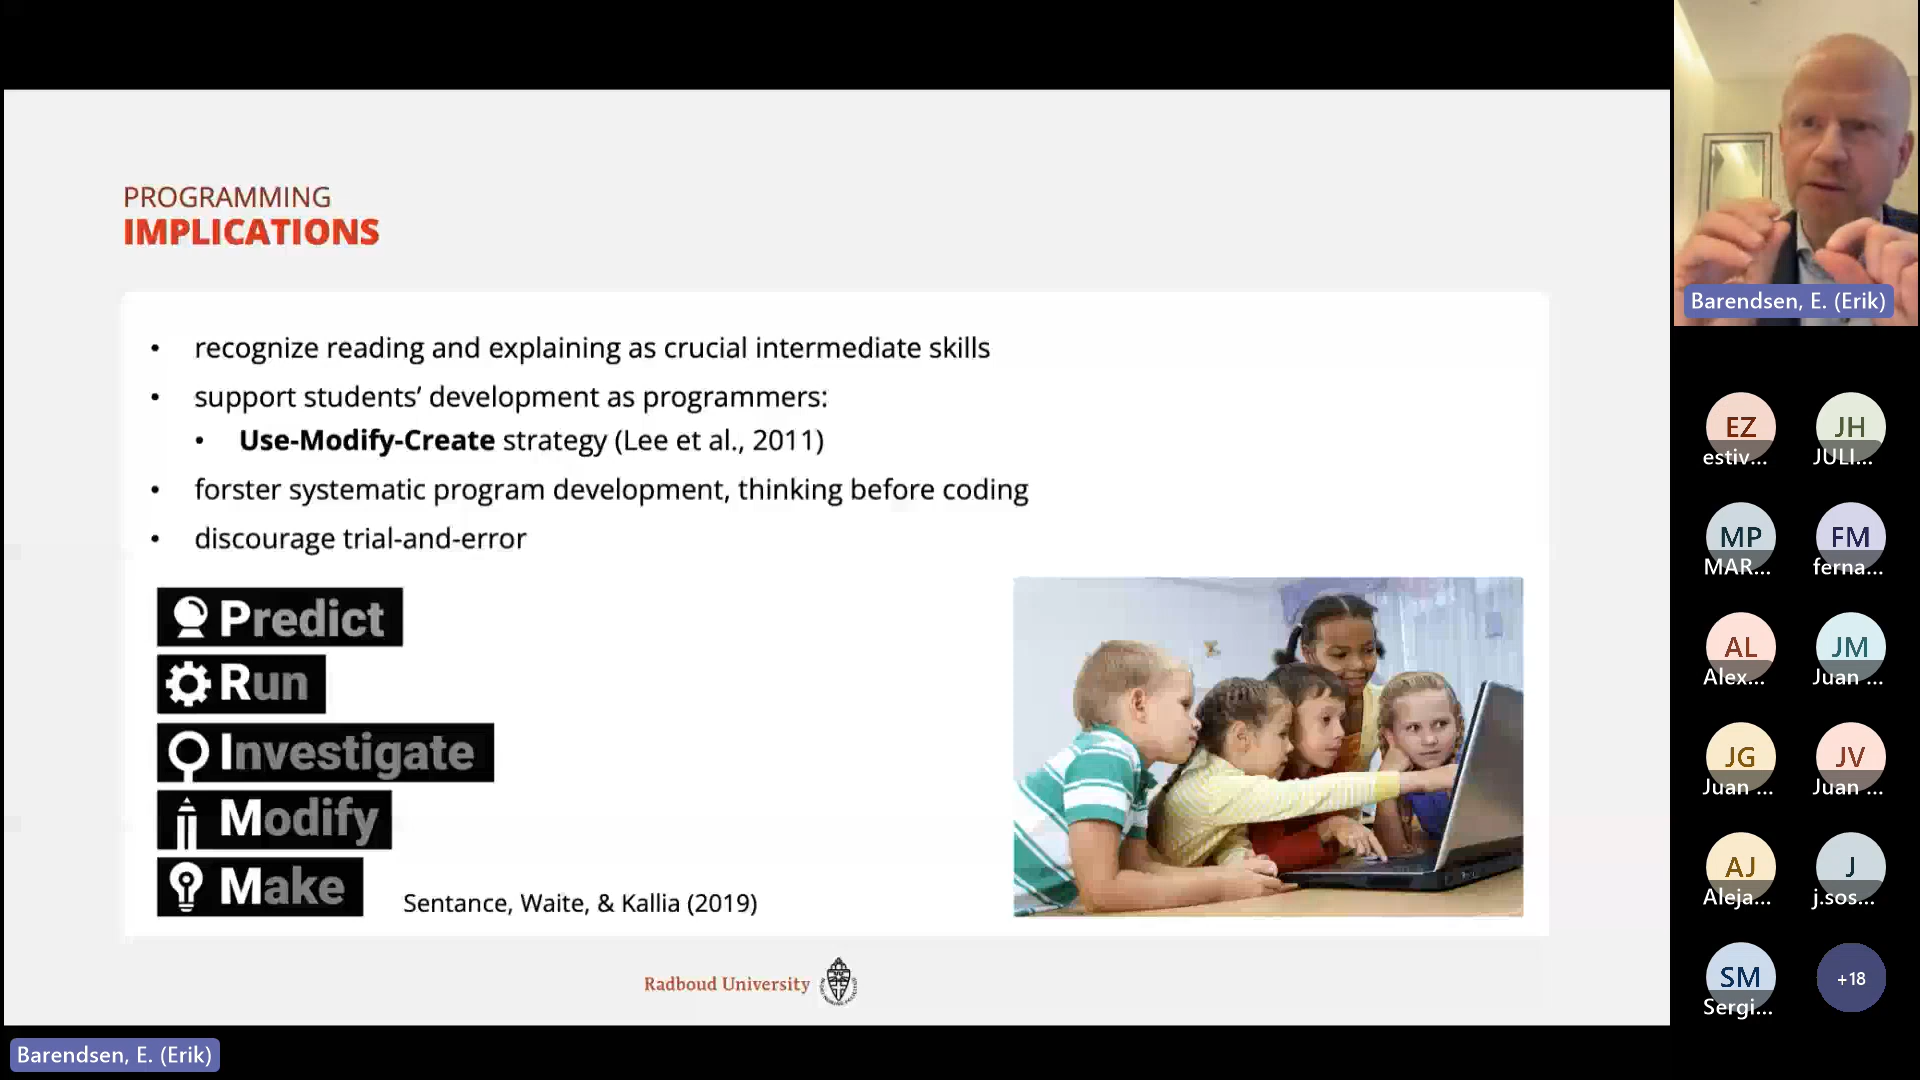 PROGRAMMING
IMPLICATIONS
• recognize reading and explaining as crucial intermediate skills
• support students’ development as programmers:
• Use-Modify-Create strategy (Lee et al., 2011)
• forster systematic program development, thinking before coding
• discourage trial-and-error
Predict
Run
Investigate
Modify
Make
Sentance, Waite, & Kallia (2019)
Radboud University
Barendsen, E. (Erik)
Barendsen, E. (Erik)
EZ
estiv...
JH
JULI...
MP
MAR...
FM
ferna...
AL
Alex...
JM
Juan ...
JG
Juan ...
JV
Juan ...
AJ
Aleja...
J
j.sos...
SM
Sergi...
+18